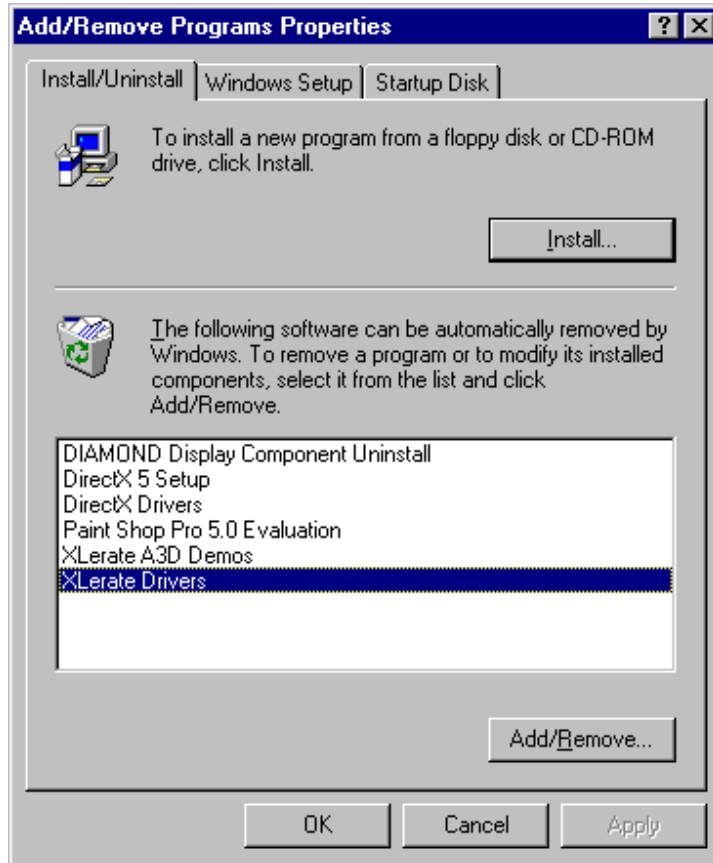 Add/Remove Programs Properties
Install/Uninstall
Windows Setup
Startup Disk
To install a new program from a floppy disk or CD-ROM
drive, click Install.
Install...
The following software can be automatically removed by
Windows. To remove a program or to modify its installed
components, select it from the list and click
Add/Remove.
DIAMOND Display Component Uninstall
DirectX 5 Setup
DirectX Drivers
Paint Shop Pro 5.0 Evaluation
XLerate A3D Demos
XLerate Drivers
Add/Remove...
OK
Cancel
Apply